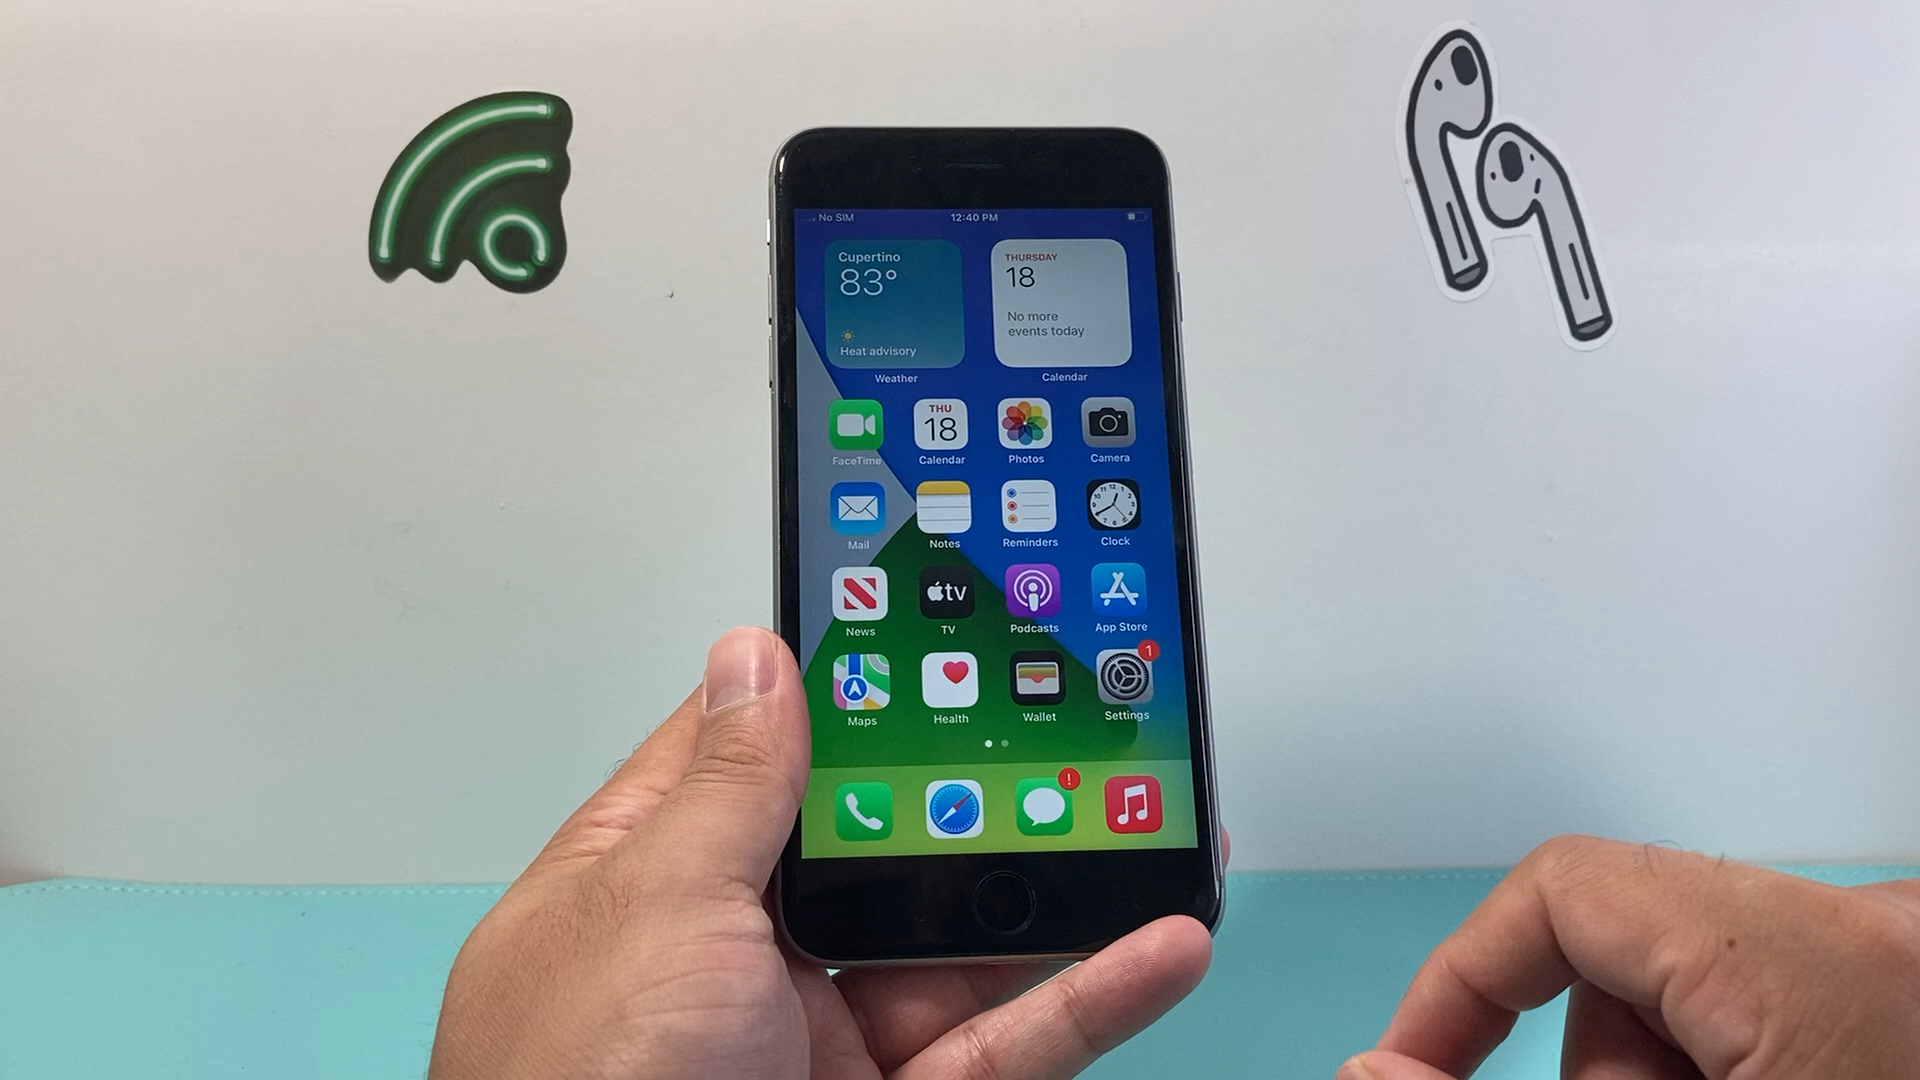 No SIM
12:40 PM
Cupertino
83°
Heat advisory
Weather
THURSDAY
18
No more
events today
Calendar
THU
18
FaceTime
Calendar
Photos
Camera
Mail
Notes
Reminders
Clock
tv
News
TV
Podcasts
App Store
1
Maps
Health
Wallet
Settings
!